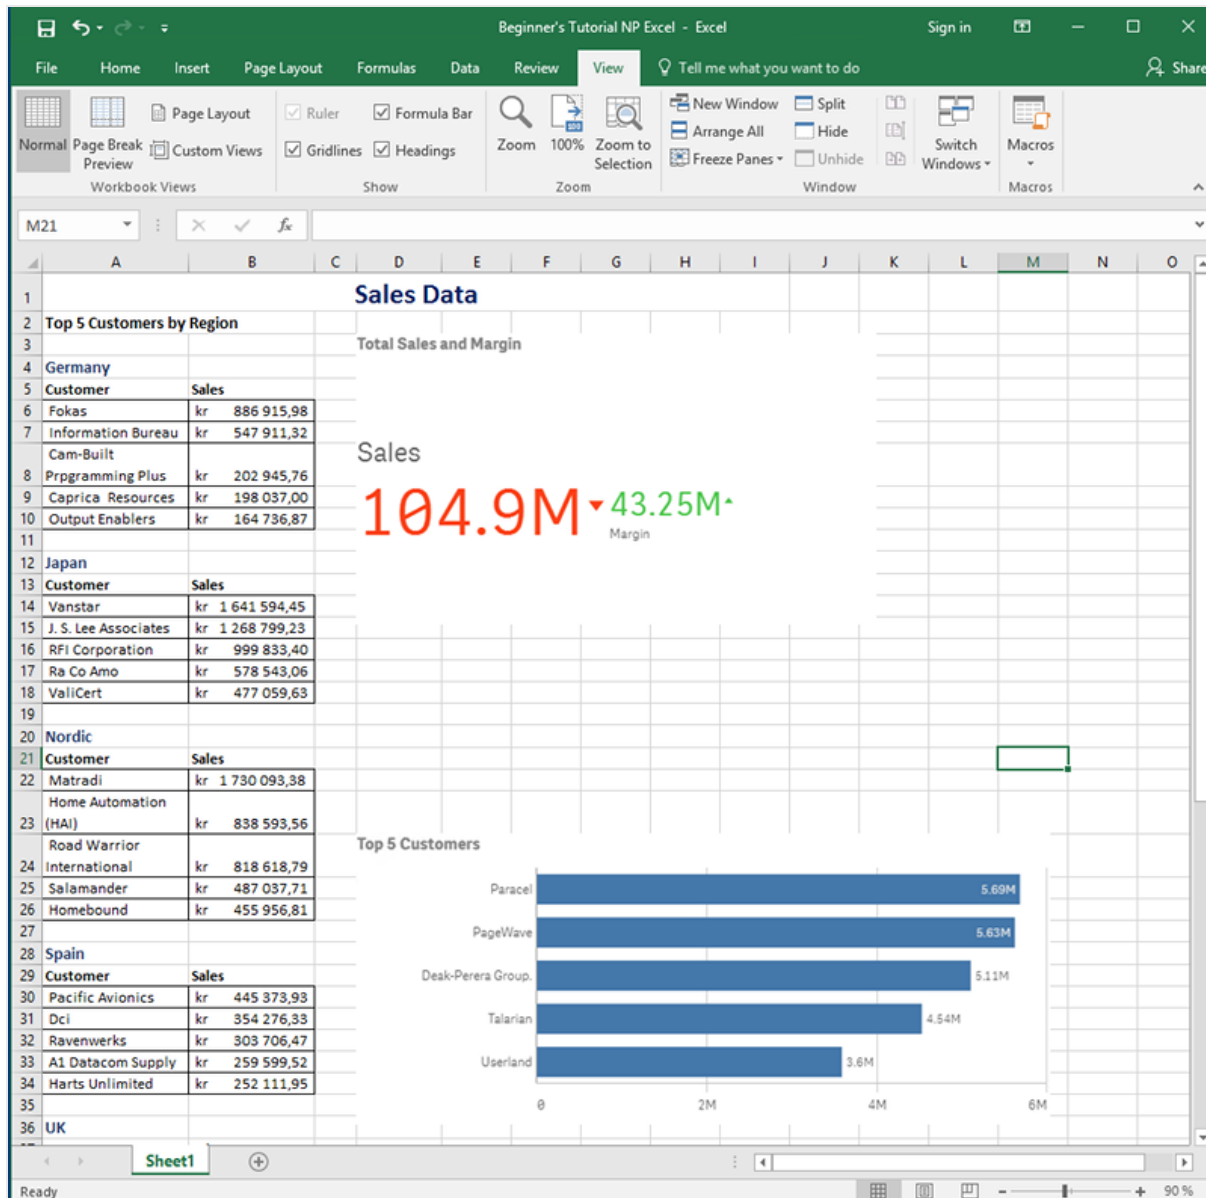 Beginner's Tutorial NP Excel - Excel
Sign in
File Home Insert Page Layout Formulas Data Review View Tell me what you want to do Share
Normal
Page Break Preview
Page Layout
Custom Views
Workbook Views
Ruler
Formula Bar
Gridlines
Headings
Show
Zoom
100%
Zoom to Selection
Zoom
New Window
Arrange All
Freeze Panes
Split
Hide
Unhide
Switch Windows
Window
Macros
Macros
M21
fx
A B C D E F G H I J K L M N O
1 Sales Data
2 Top 5 Customers by Region
3
4 Germany
5 Customer Sales
6 Fokas kr 886 915,98
7 Information Bureau kr 547 911,32
Cam-Built
8 Prpgramming Plus kr 202 945,76
9 Caprica Resources kr 198 037,00
10 Output Enablers kr 164 736,87
11
12 Japan
13 Customer Sales
14 Vanstar kr 1 641 594,45
15 J. S. Lee Associates kr 1 268 799,23
16 RFI Corporation kr 999 833,40
17 Ra Co Amo kr 578 543,06
18 ValiCert kr 477 059,63
19
20 Nordic
21 Customer Sales
22 Matradi kr 1 730 093,38
Home Automation
23 (HAI) kr 838 593,56
Road Warrior
24 International kr 818 618,79
25 Salamander kr 487 037,71
26 Homebound kr 455 956,81
27
28 Spain
29 Customer Sales
30 Pacific Avionics kr 445 373,93
31 Dci kr 354 276,33
32 Ravenwerks kr 303 706,47
33 A1 Datacom Supply kr 259 599,52
34 Harts Unlimited kr 252 111,95
35
36 UK
Total Sales and Margin
Sales
104.9M 43.25M
Margin
Top 5 Customers
Paracel 5.69M
PageWave 5.63M
Deak-Perera Group. 5.11M
Talarian 4.54M
Userland 3.6M
0 2M 4M 6M
Sheet1
Ready
90 %